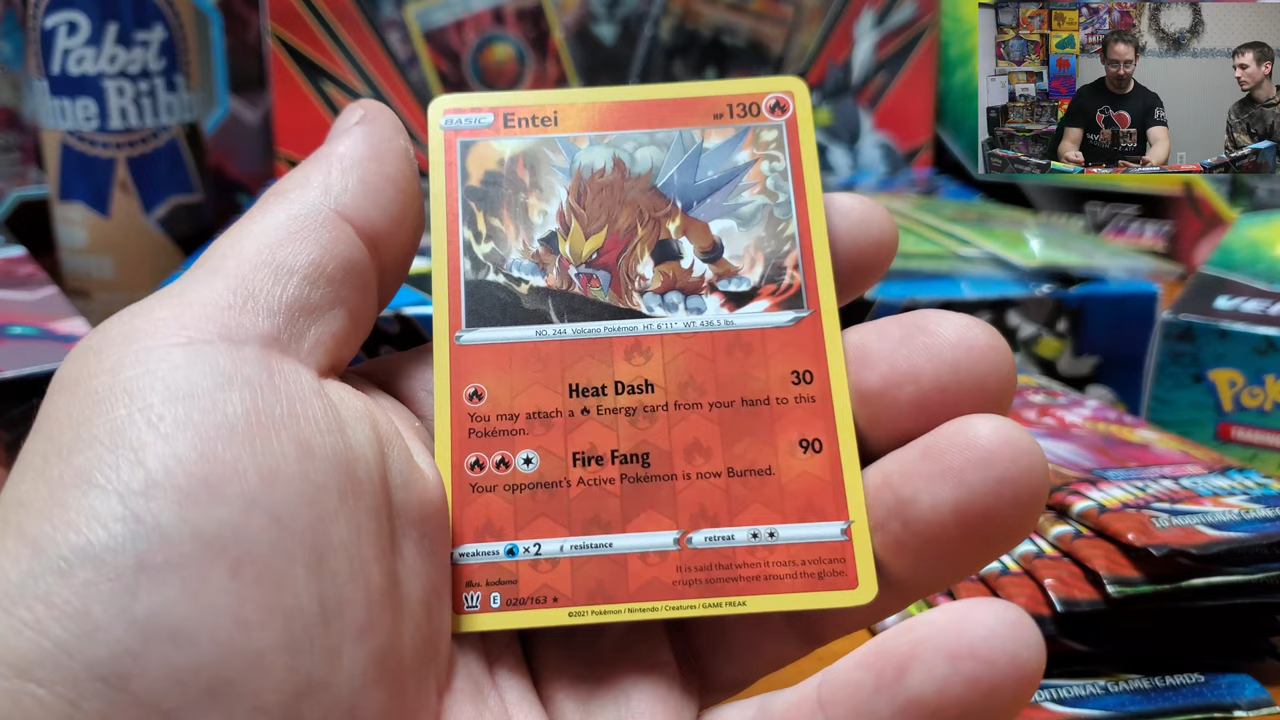 Pabst
Blue Ribb
BASIC
Entei
HP 130
NO. 244 Volcano Pokémon HT: 6'11" WT: 436.5 lbs.
Heat Dash 30
You may attach a Energy card from your hand to this
Pokémon.
Fire Fang 90
Your opponent's Active Pokémon is now Burned.
weakness ×2 resistance retreat
It is said that when it roars, a volcano
erupts somewhere around the globe.
Illus. kodama
E 020/163 ★
©2021 Pokémon / Nintendo / Creatures / GAME FREAK
10 ADDITIONAL GAME
DITIONAL GAME CARDS